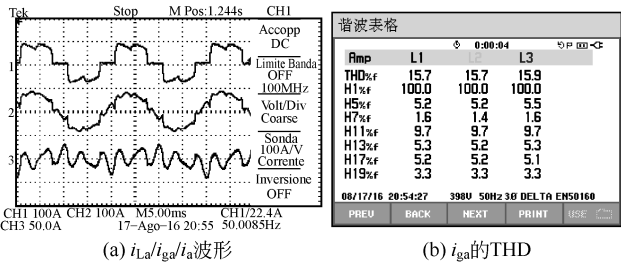 Tek Stop M Pos:1.244s CH1
Accopp
DC
1
Limite Banda
OFF
100MHz
2
Volt/Div
Coarse
Sonda
100A/V
Corrente
3
Inversione
OFF
CH1 100A CH2 100A M5.00ms CH1/22.4A
CH3 50.0A 17-Ago-16 20:55 50.0085Hz
(a) iLa/iga/ia波形
谐波表格
0:00:04
Amp L1 L2 L3
THD%f 15.7 15.7 15.9
H1%f 100.0 100.0 100.0
H5%f 5.2 5.2 5.5
H7%f 1.6 1.4 1.6
H11%f 9.7 9.7 9.7
H13%f 5.3 5.2 5.3
H17%f 5.2 5.2 5.1
H19%f 3.3 3.3 3.3
08/17/16 20:54:27 398V 50Hz 3Ø DELTA EN50160
PREU BACK NEXT PRINT USE
(b) iga的THD